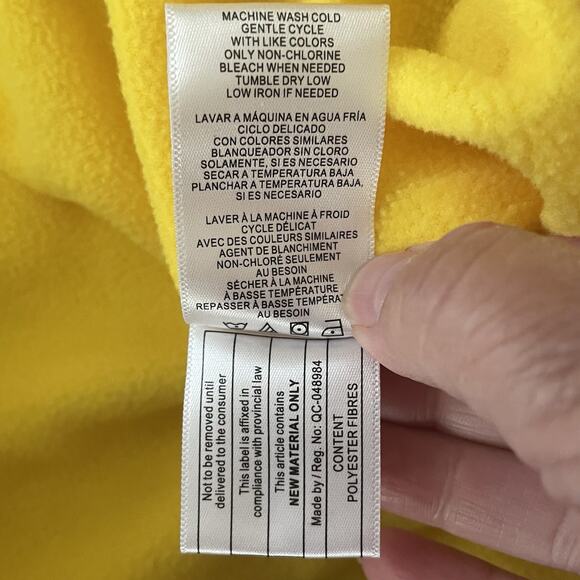 MACHINE WASH COLD
GENTLE CYCLE
WITH LIKE COLORS
ONLY NON-CHLORINE
BLEACH WHEN NEEDED
TUMBLE DRY LOW
LOW IRON IF NEEDED
LAVAR A MÁQUINA EN AGUA FRÍA
CICLO DELICADO
CON COLORES SIMILARES
BLANQUEADOR SIN CLORO
SOLAMENTE, SI ES NECESARIO
SECAR A TEMPERATURA BAJA
PLANCHAR A TEMPERATURA BAJA,
SI ES NECESARIO
LAVER À LA MACHINE À FROID
CYCLE DÉLICAT
AVEC DES COULEURS SIMILAIRES
AGENT DE BLANCHIMENT
NON-CHLORÉ SEULEMENT
AU BESOIN
SÉCHER À LA MACHINE
À BASSE TEMPÉRATURE
REPASSER À BASSE TEMPÉRAT
AU BESOIN
Not to be removed until
delivered to the consumer
This label is affixed in
compliance with provincial law
This article contains
NEW MATERIAL ONLY
Made by / Reg. No: QC-048984
CONTENT
POLYESTER FIBRES